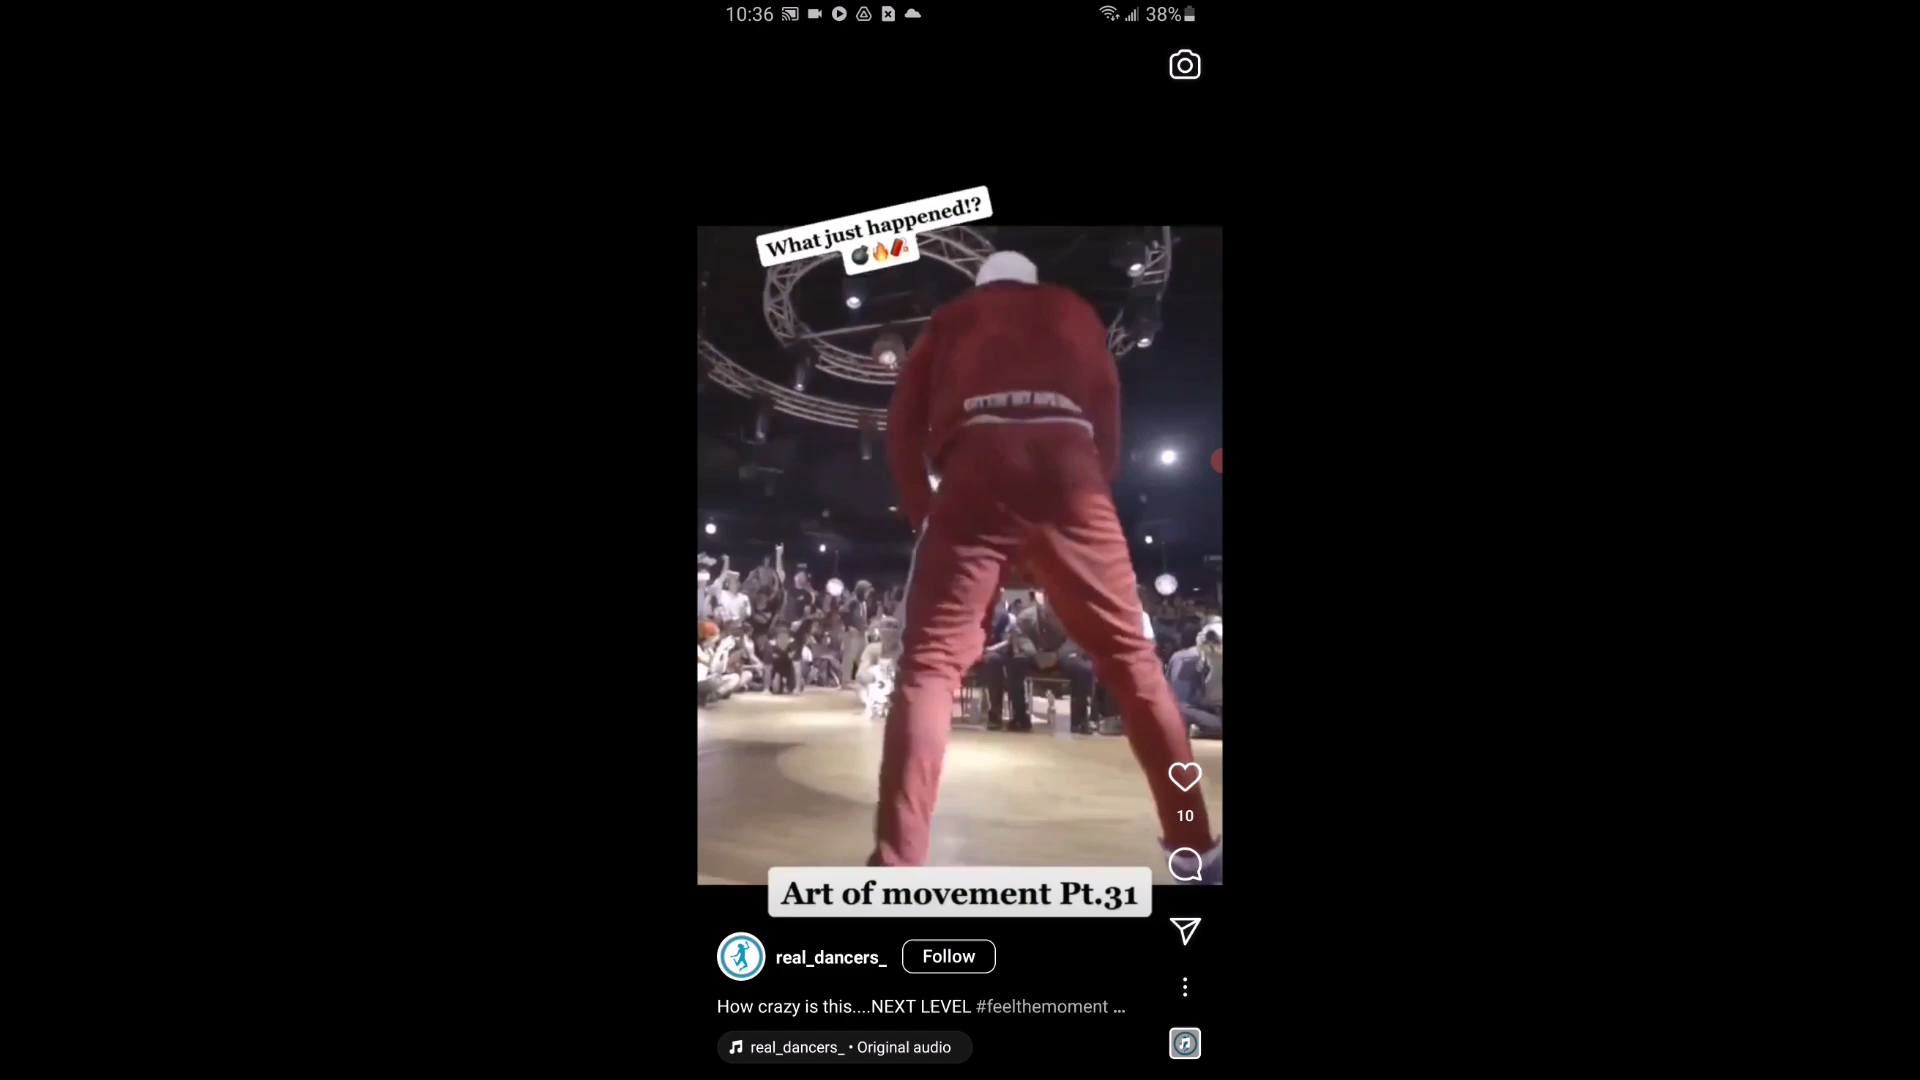 10:36
38%
What just happened!?
10
Art of movement Pt.31
real_dancers_
Follow
How crazy is this....NEXT LEVEL #feelthemoment ...
real_dancers_ • Original audio